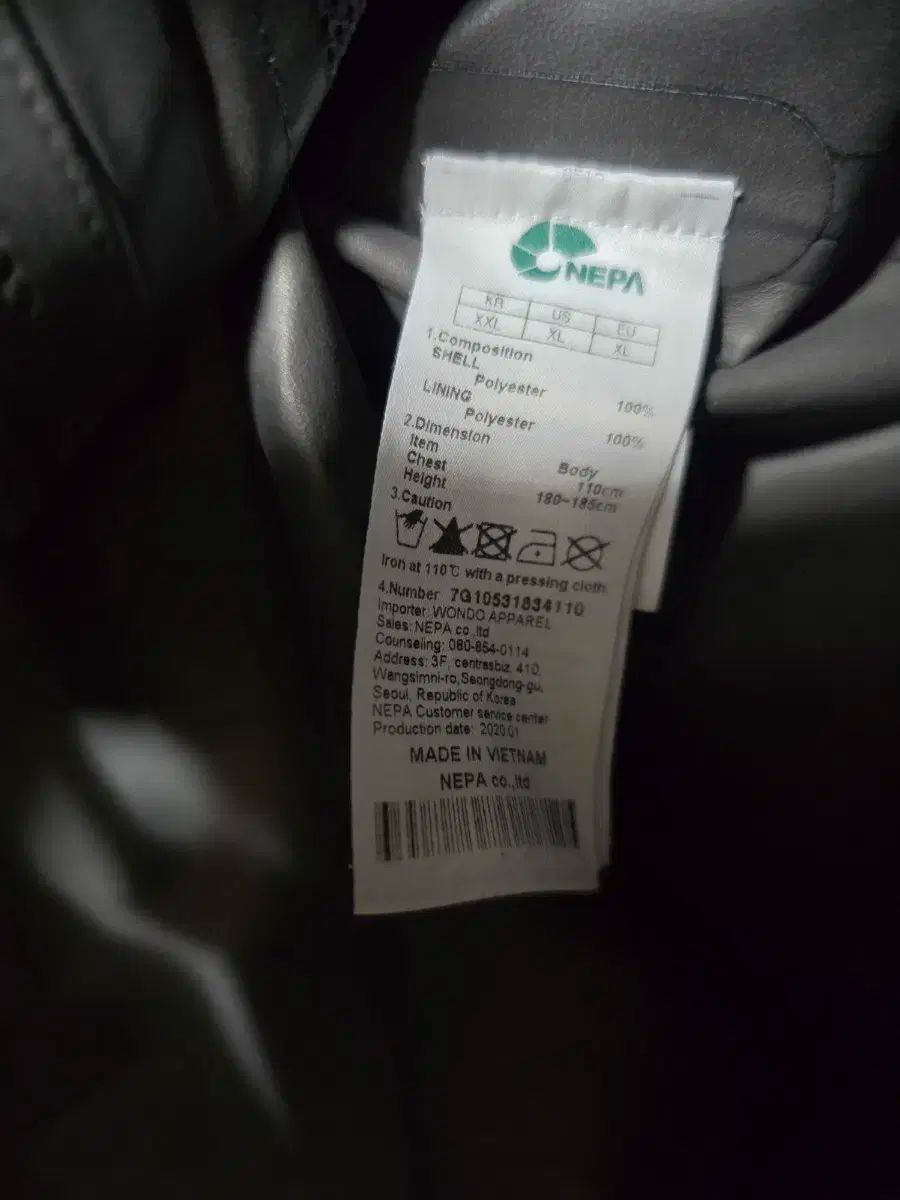 NEPA
KR US EU
XXL XL XL
1.Composition
SHELL
Polyester 100%
LINING
Polyester 100%
2.Dimension
Item Body
Chest 110cm
Height 180~185cm
3.Caution
Iron at 110℃ with a pressing cloth
4.Number 7G10531834110
Importer: WONDO APPAREL
Sales: NEPA co.,ltd
Counseling: 080-854-0114
Address: 3F, centrasbiz, 410,
Wangsimni-ro,Seongdong-gu,
Seoul, Republic of Korea
NEPA Customer service center
Production date: 2020.01
MADE IN VIETNAM
NEPA co.,ltd